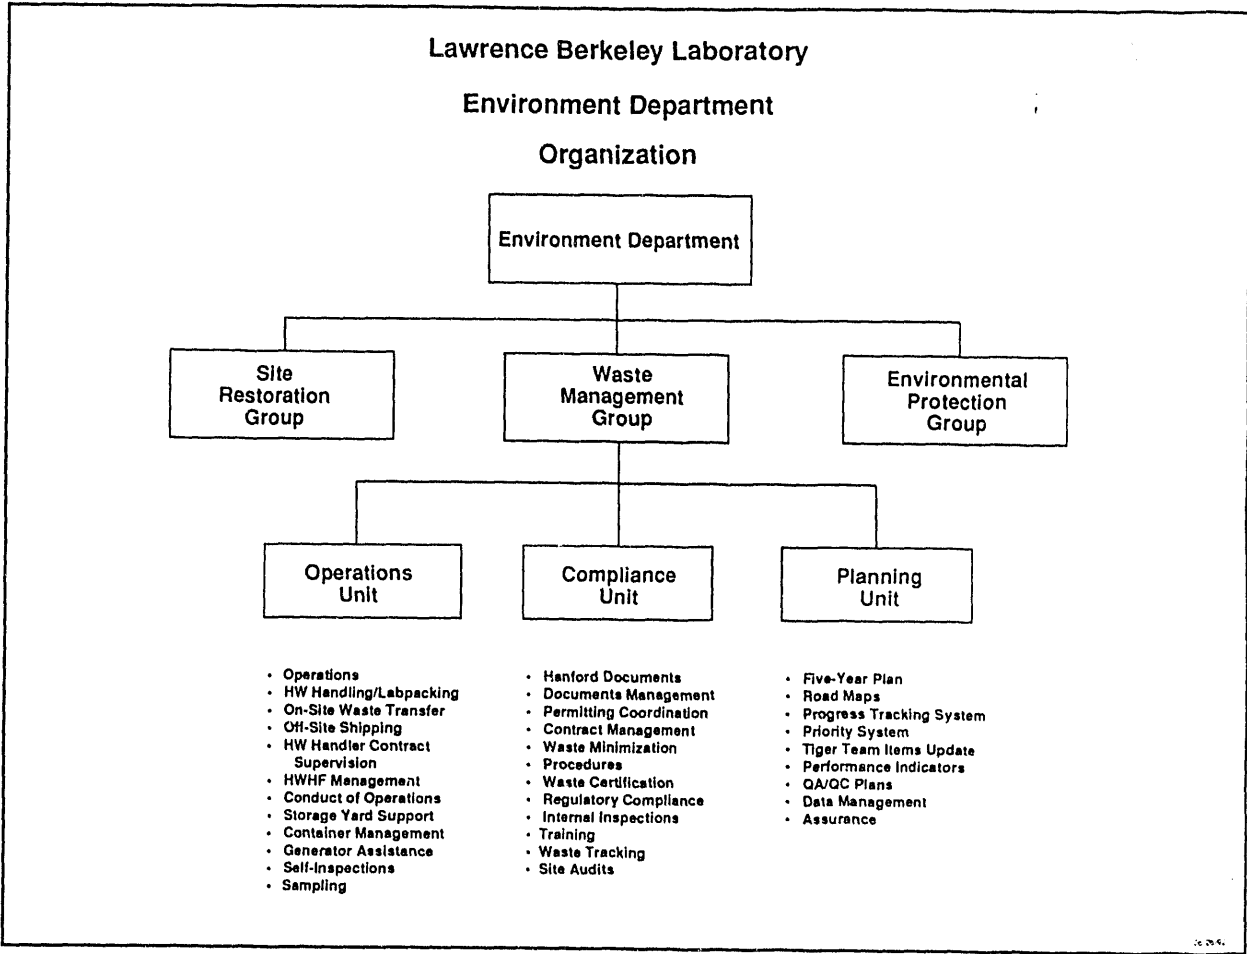 Lawrence Berkeley Laboratory
Environment Department
Organization
Environment Department
Site
Restoration
Group
Waste
Management
Group
Environmental
Protection
Group
Operations
Unit
Compliance
Unit
Planning
Unit
• Operations
• HW Handling/Labpacking
• On-Site Waste Transfer
• Off-Site Shipping
• HW Handler Contract
Supervision
• HWHF Management
• Conduct of Operations
• Storage Yard Support
• Container Management
• Generator Assistance
• Self-Inspections
• Sampling
• Hanford Documents
• Documents Management
• Permitting Coordination
• Contract Management
• Waste Minimization
• Procedures
• Waste Certification
• Regulatory Compliance
• Internal Inspections
• Training
• Waste Tracking
• Site Audits
• Five-Year Plan
• Road Maps
• Progress Tracking System
• Priority System
• Tiger Team Items Update
• Performance Indicators
• QA/QC Plans
• Data Management
• Assurance